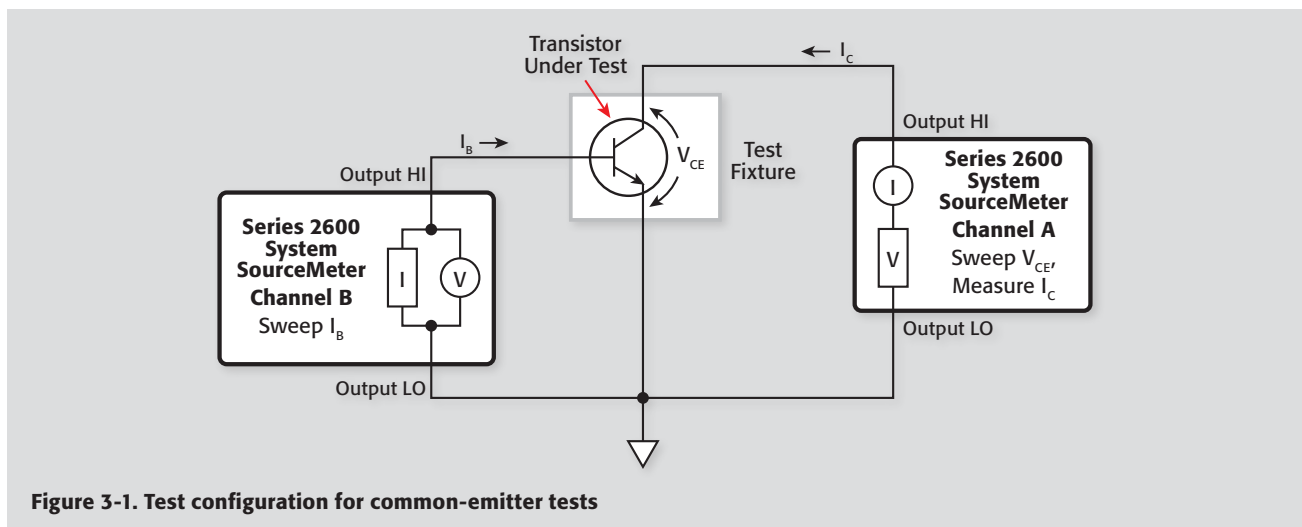 Transistor
Under Test
← I_C
I_B →
V_CE
Test
Fixture
Output HI
Series 2600
System
SourceMeter
Channel B
Sweep I_B
I
V
Output LO
Output HI
I
V
Series 2600
System
SourceMeter
Channel A
Sweep V_CE,
Measure I_C
Output LO
Figure 3-1. Test configuration for common-emitter tests